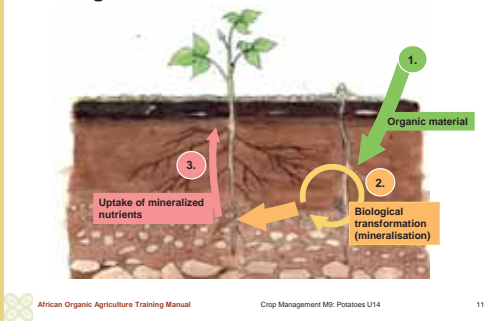 1.
Organic material
2.
Biological
transformation
(mineralisation)
3.
Uptake of mineralized
nutrients
African Organic Agriculture Training Manual Crop Management M9: Potatoes U14 11